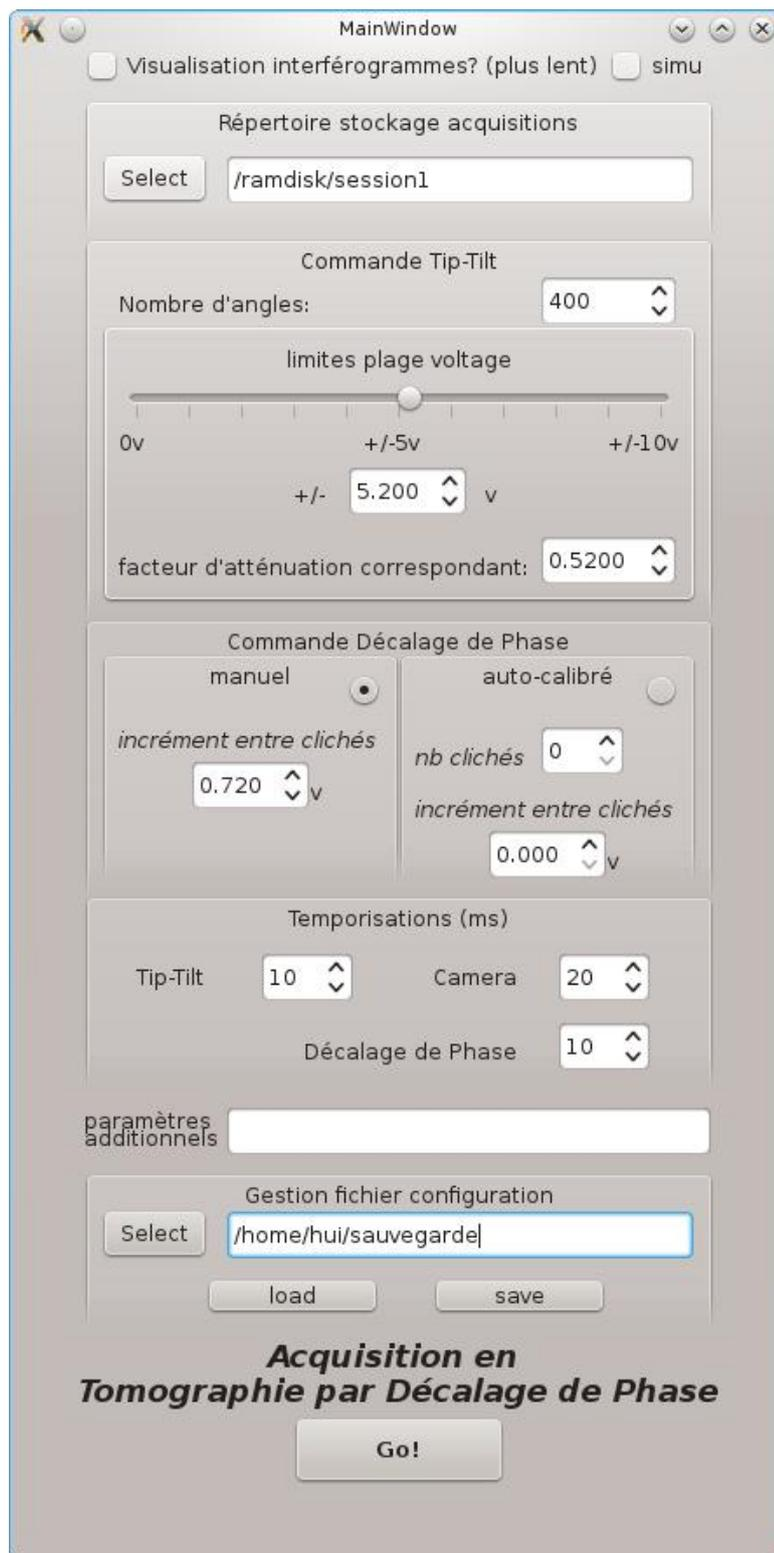 MainWindow
Visualisation interférogrammes? (plus lent) simu
Répertoire stockage acquisitions
Select /ramdisk/session1
Commande Tip-Tilt
Nombre d'angles: 400
limites plage voltage
0v +/-5v +/-10v
+/- 5.200 v
facteur d'atténuation correspondant: 0.5200
Commande Décalage de Phase
manuel auto-calibré
incrément entre clichés
0.720 v
nb clichés 0
incrément entre clichés
0.000 v
Temporisations (ms)
Tip-Tilt 10 Camera 20
Décalage de Phase 10
paramètres
additionnels
Gestion fichier configuration
Select /home/hui/sauvegarde
load save
Acquisition en
Tomographie par Décalage de Phase
Go!